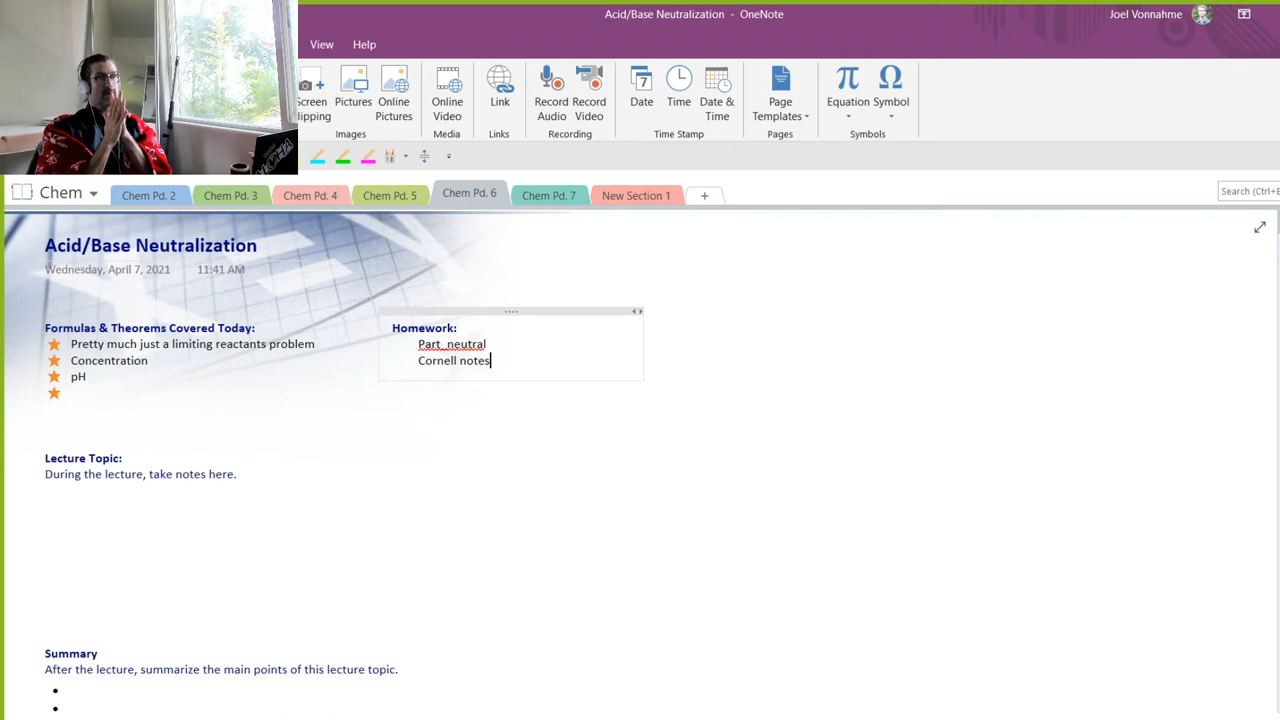 Acid/Base Neutralization - OneNote
Joel Vonnahme
View Help
Screen Clipping
Pictures
Online Pictures
Online Video
Link
Record Audio
Record Video
Date
Time
Date & Time
Page Templates
Equation
Symbol
Images
Media
Links
Recording
Time Stamp
Pages
Symbols
Chem
Chem Pd. 2
Chem Pd. 3
Chem Pd. 4
Chem Pd. 5
Chem Pd. 6
Chem Pd. 7
New Section 1
+
Search (Ctrl+E
Acid/Base Neutralization
Wednesday, April 7, 2021 11:41 AM
Formulas & Theorems Covered Today:
Pretty much just a limiting reactants problem
Concentration
pH
Homework:
Part_neutral
Cornell notes
Lecture Topic:
During the lecture, take notes here.
Summary
After the lecture, summarize the main points of this lecture topic.